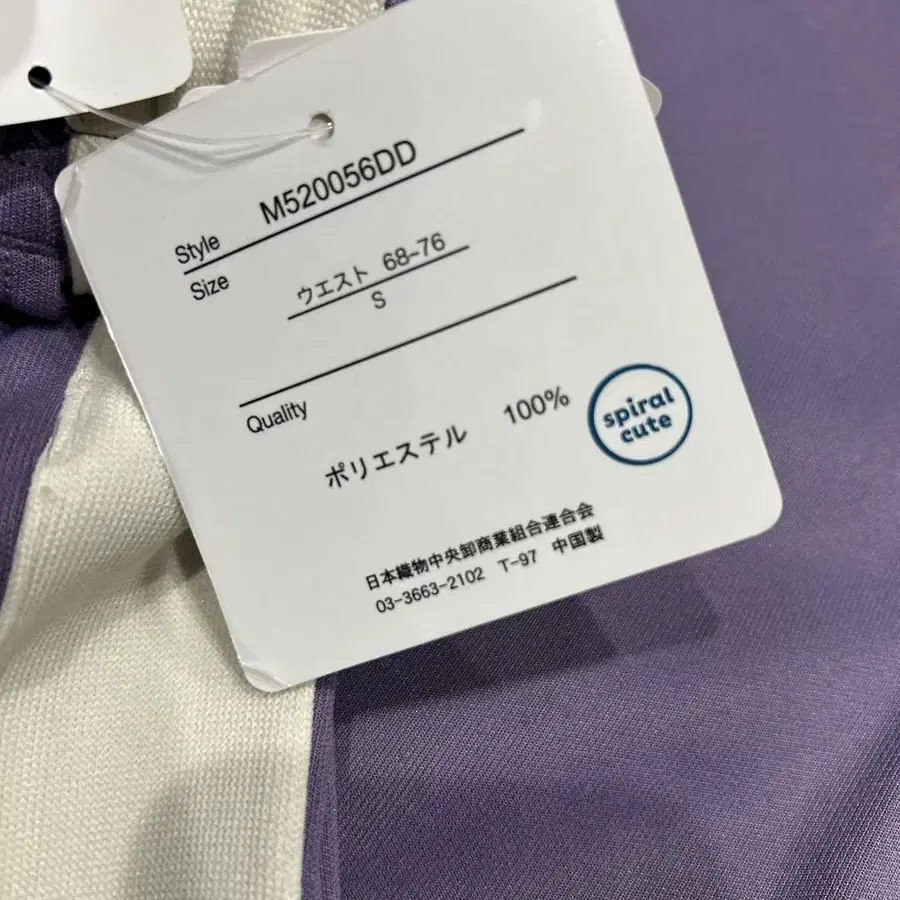 Style M520056DD
Size ウエスト 68-76
S
Quality
ポリエステル 100%
spiral
cute
日本織物中央卸商業組合連合会
03-3663-2102 T-97 中国製